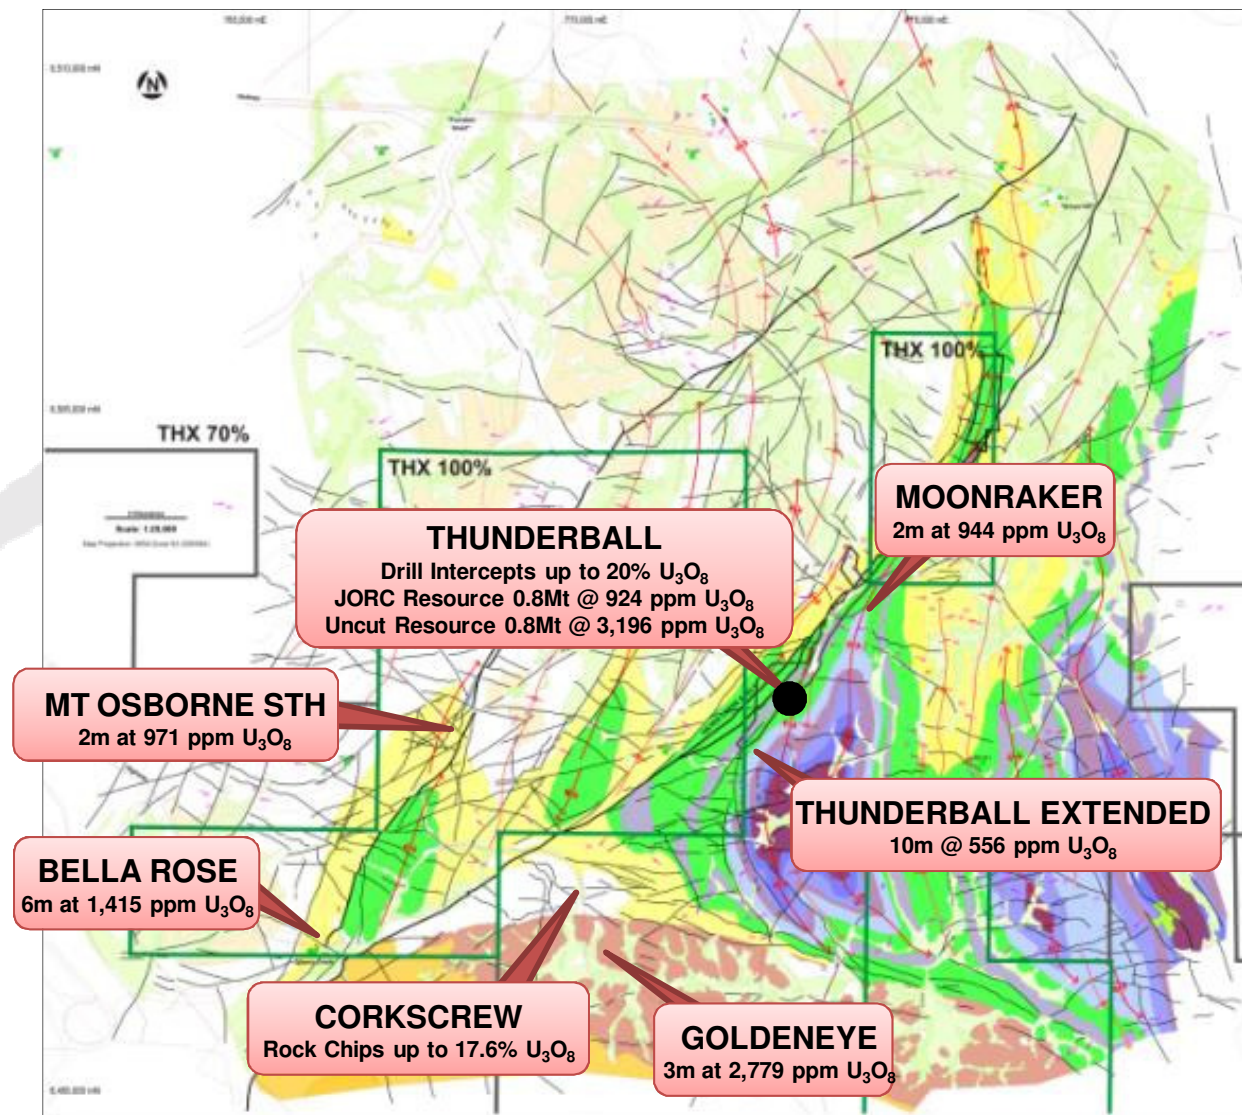 N
THX 100%
THX 70%
THX 100%
MOONRAKER
2m at 944 ppm U₃O₈
THUNDERBALL
Drill Intercepts up to 20% U₃O₈
JORC Resource 0.8Mt @ 924 ppm U₃O₈
Uncut Resource 0.8Mt @ 3,196 ppm U₃O₈
MT OSBORNE STH
2m at 971 ppm U₃O₈
THUNDERBALL EXTENDED
10m @ 556 ppm U₃O₈
BELLA ROSE
6m at 1,415 ppm U₃O₈
CORKSCREW
Rock Chips up to 17.6% U₃O₈
GOLDENEYE
3m at 2,779 ppm U₃O₈